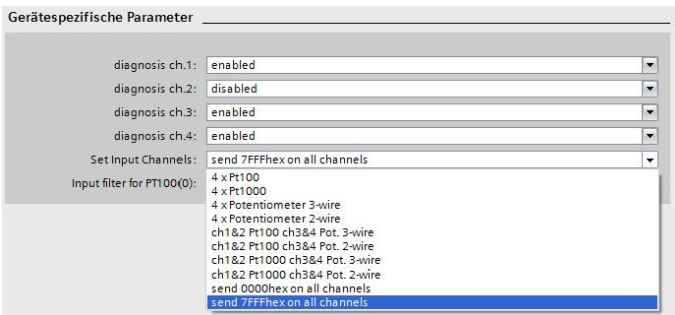 Gerätespezifische Parameter
diagnosis ch.1: enabled
diagnosis ch.2: disabled
diagnosis ch.3: enabled
diagnosis ch.4: enabled
Set Input Channels: send 7FFFhex on all channels
Input filter for PT100(0):
4 x Pt100
4 x Pt1000
4 x Potentiometer 3-wire
4 x Potentiometer 2-wire
ch1&2 Pt100 ch3&4 Pot. 3-wire
ch1&2 Pt100 ch3&4 Pot. 2-wire
ch1&2 Pt1000 ch3&4 Pot. 3-wire
ch1&2 Pt1000 ch3&4 Pot. 2-wire
send 0000hex on all channels
send 7FFFhex on all channels